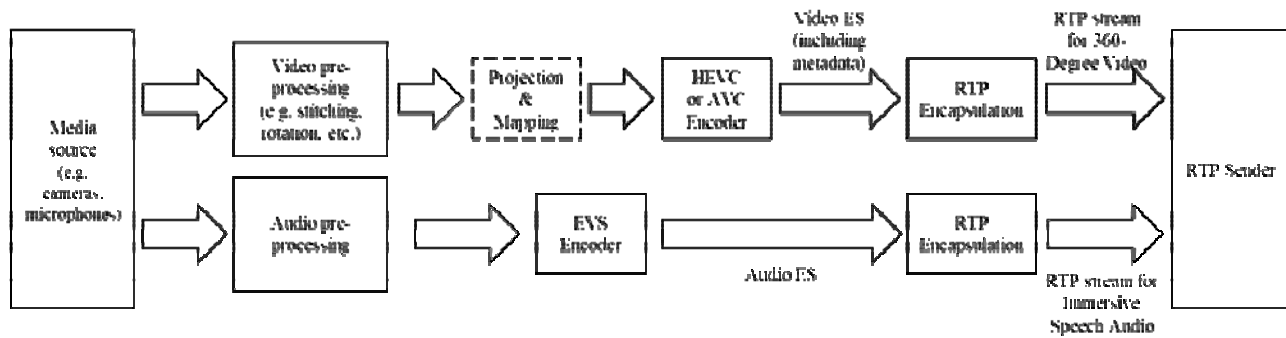 Media
source
(e.g.
cameras,
microphones)
Video pre-
processing
(e.g. stitching,
rotation, etc.)
Projection
&
Mapping
HEVC
or AVC
Encoder
Video ES
(including
metadata)
RTP
Encapsulation
RTP stream
for 360-
Degree Video
RTP Sender
Audio pre-
processing
EVS
Encoder
Audio ES
RTP
Encapsulation
RTP stream for
Immersive
Speech Audio